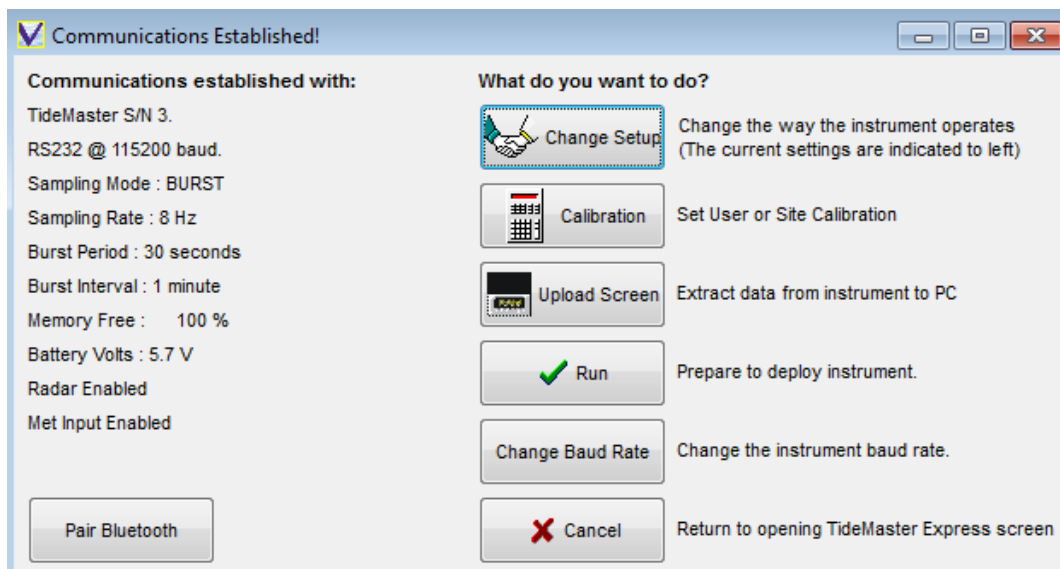 Communications Established!
Communications established with:
TideMaster S/N 3.
RS232 @ 115200 baud.
Sampling Mode : BURST
Sampling Rate : 8 Hz
Burst Period : 30 seconds
Burst Interval : 1 minute
Memory Free : 100 %
Battery Volts : 5.7 V
Radar Enabled
Met Input Enabled
Pair Bluetooth
What do you want to do?
Change Setup
Change the way the instrument operates
(The current settings are indicated to left)
Calibration
Set User or Site Calibration
Upload Screen
Extract data from instrument to PC
Run
Prepare to deploy instrument.
Change Baud Rate
Change the instrument baud rate.
Cancel
Return to opening TideMaster Express screen